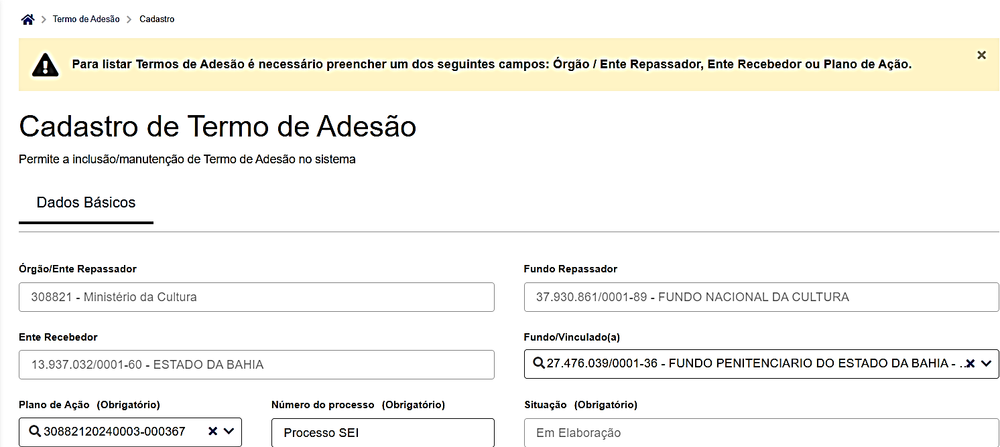 Termo de Adesão Cadastro
Para listar Termos de Adesão é necessário preencher um dos seguintes campos: Órgão / Ente Repassador, Ente Recebedor ou Plano de Ação.
Cadastro de Termo de Adesão
Permite a inclusão/manutenção de Termo de Adesão no sistema
Dados Básicos
Órgão/Ente Repassador
308821 - Ministério da Cultura
Fundo Repassador
37.930.861/0001-89 - FUNDO NACIONAL DA CULTURA
Ente Recebedor
13.937.032/0001-60 - ESTADO DA BAHIA
Fundo/Vinculado(a)
27.476.039/0001-36 - FUNDO PENITENCIARIO DO ESTADO DA BAHIA - ...
Plano de Ação (Obrigatório)
30882120240003-000367
Número do processo (Obrigatório)
Processo SEI
Situação (Obrigatório)
Em Elaboração